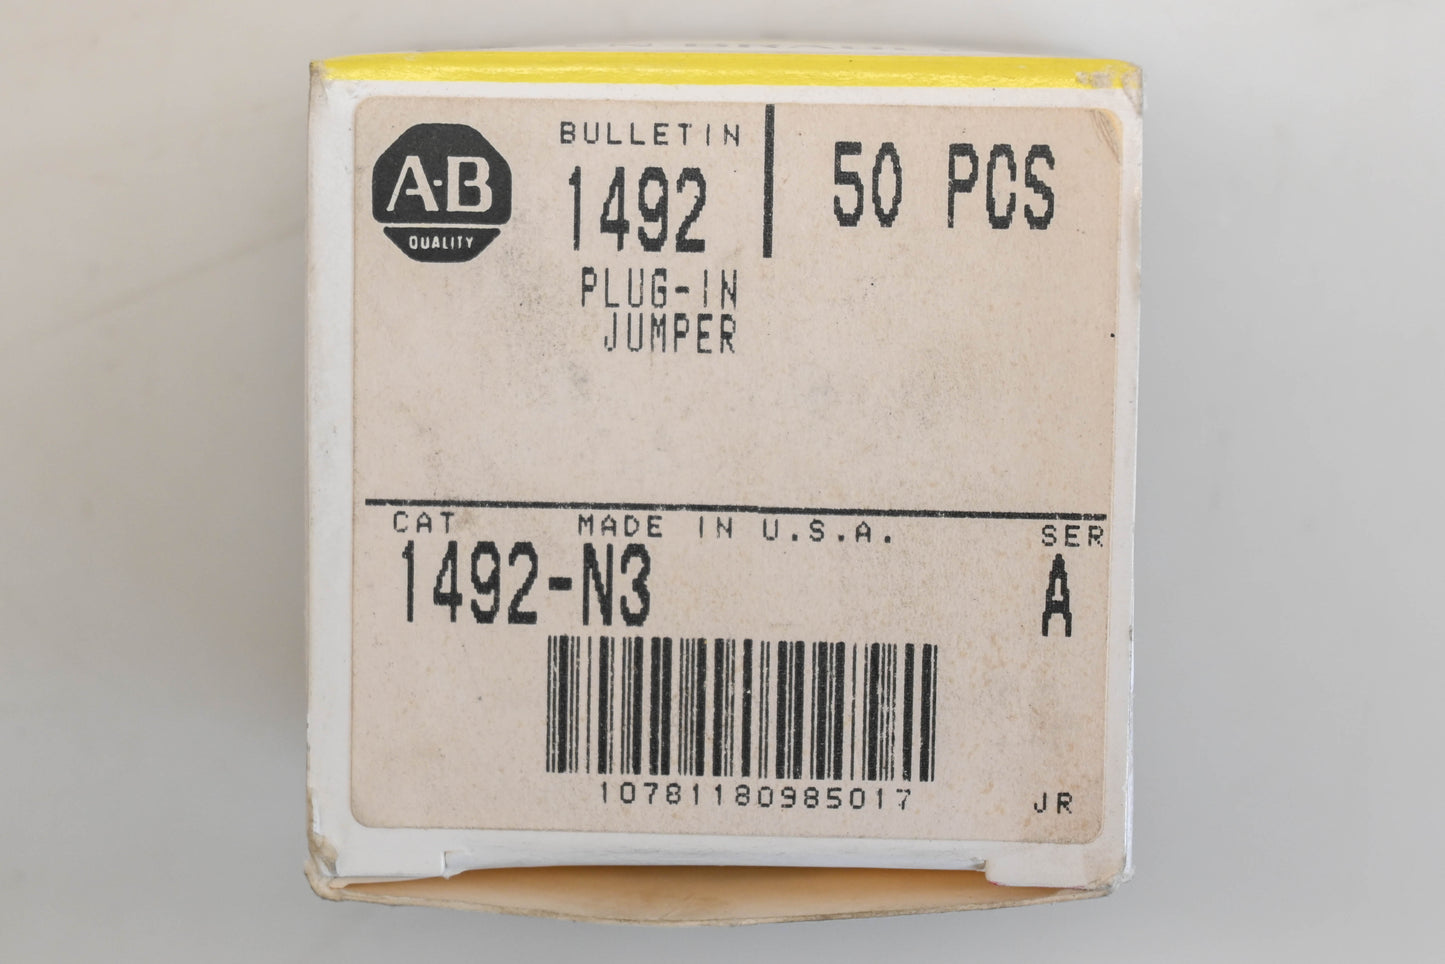 A-B
QUALITY
BULLETIN
1492
PLUG-IN
JUMPER
50 PCS
CAT
MADE IN U.S.A.
SER
1492-N3
A
10781180985017
JR